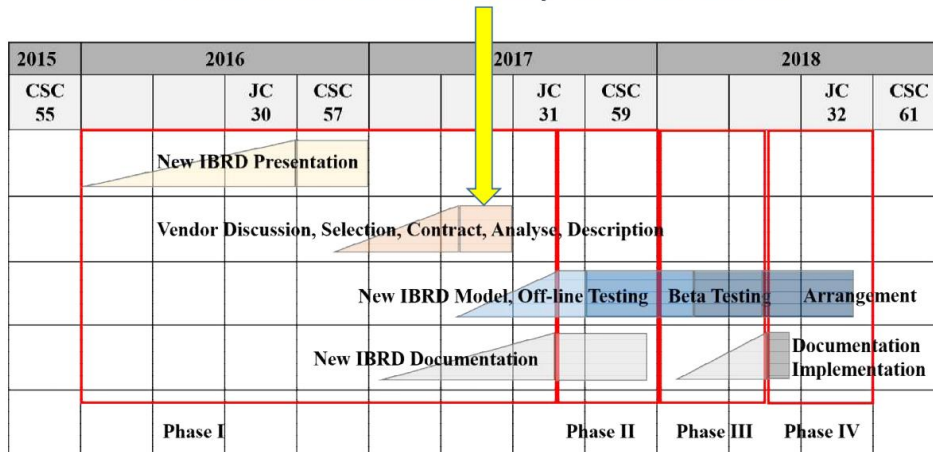 2015 2016 2017 2018
CSC JC CSC JC CSC JC CSC
55 30 57 31 59 32 61
New IBRD Presentation
Vendor Discussion, Selection, Contract, Analyse, Description
New IBRD Model, Off-line Testing Beta Testing Arrangement
New IBRD Documentation Documentation
Implementation
Phase I Phase II Phase III Phase IV